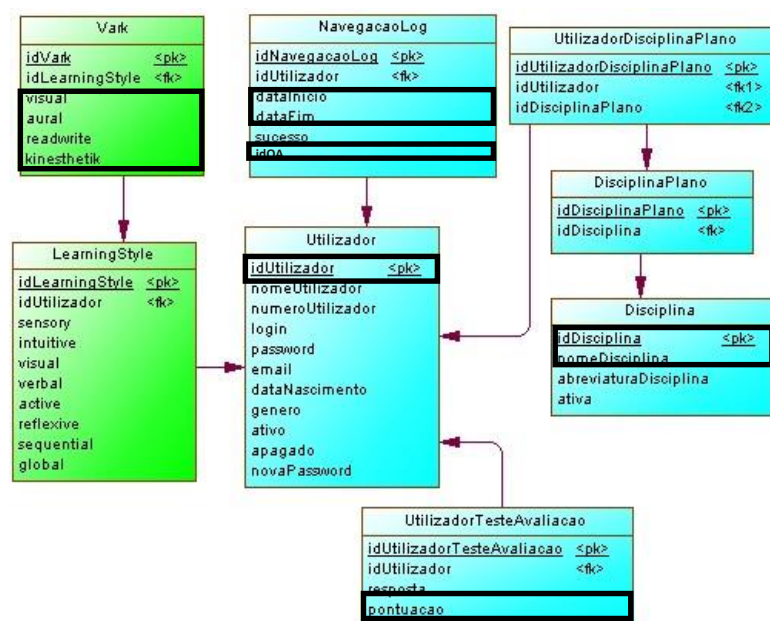 Vark
idVark <pk>
idLearningStyle <fk>
visual
aural
readwrite
kinesthetik
NavegacaoLog
idNavegacaoLog <pk>
idUtilizador <fk>
dataInicio
dataFim
sucesso
idOA
UtilizadorDisciplinaPlano
idUtilizadorDisciplinaPlano <pk>
idUtilizador <fk1>
idDisciplinaPlano <fk2>
DisciplinaPlano
idDisciplinaPlano <pk>
idDisciplina <fk>
LearningStyle
idLearningStyle <pk>
idUtilizador <fk>
sensory
intuitive
visual
verbal
active
reflexive
sequential
global
Utilizador
idUtilizador <pk>
nomeUtilizador
numeroUtilizador
login
password
email
dataNascimento
genero
ativo
apagado
novaPassword
Disciplina
idDisciplina <pk>
nomeDisciplina
abreviaturaDisciplina
ativa
UtilizadorTesteAvaliacao
idUtilizadorTesteAvaliacao <pk>
idUtilizador <fk>
resposta
pontuacao